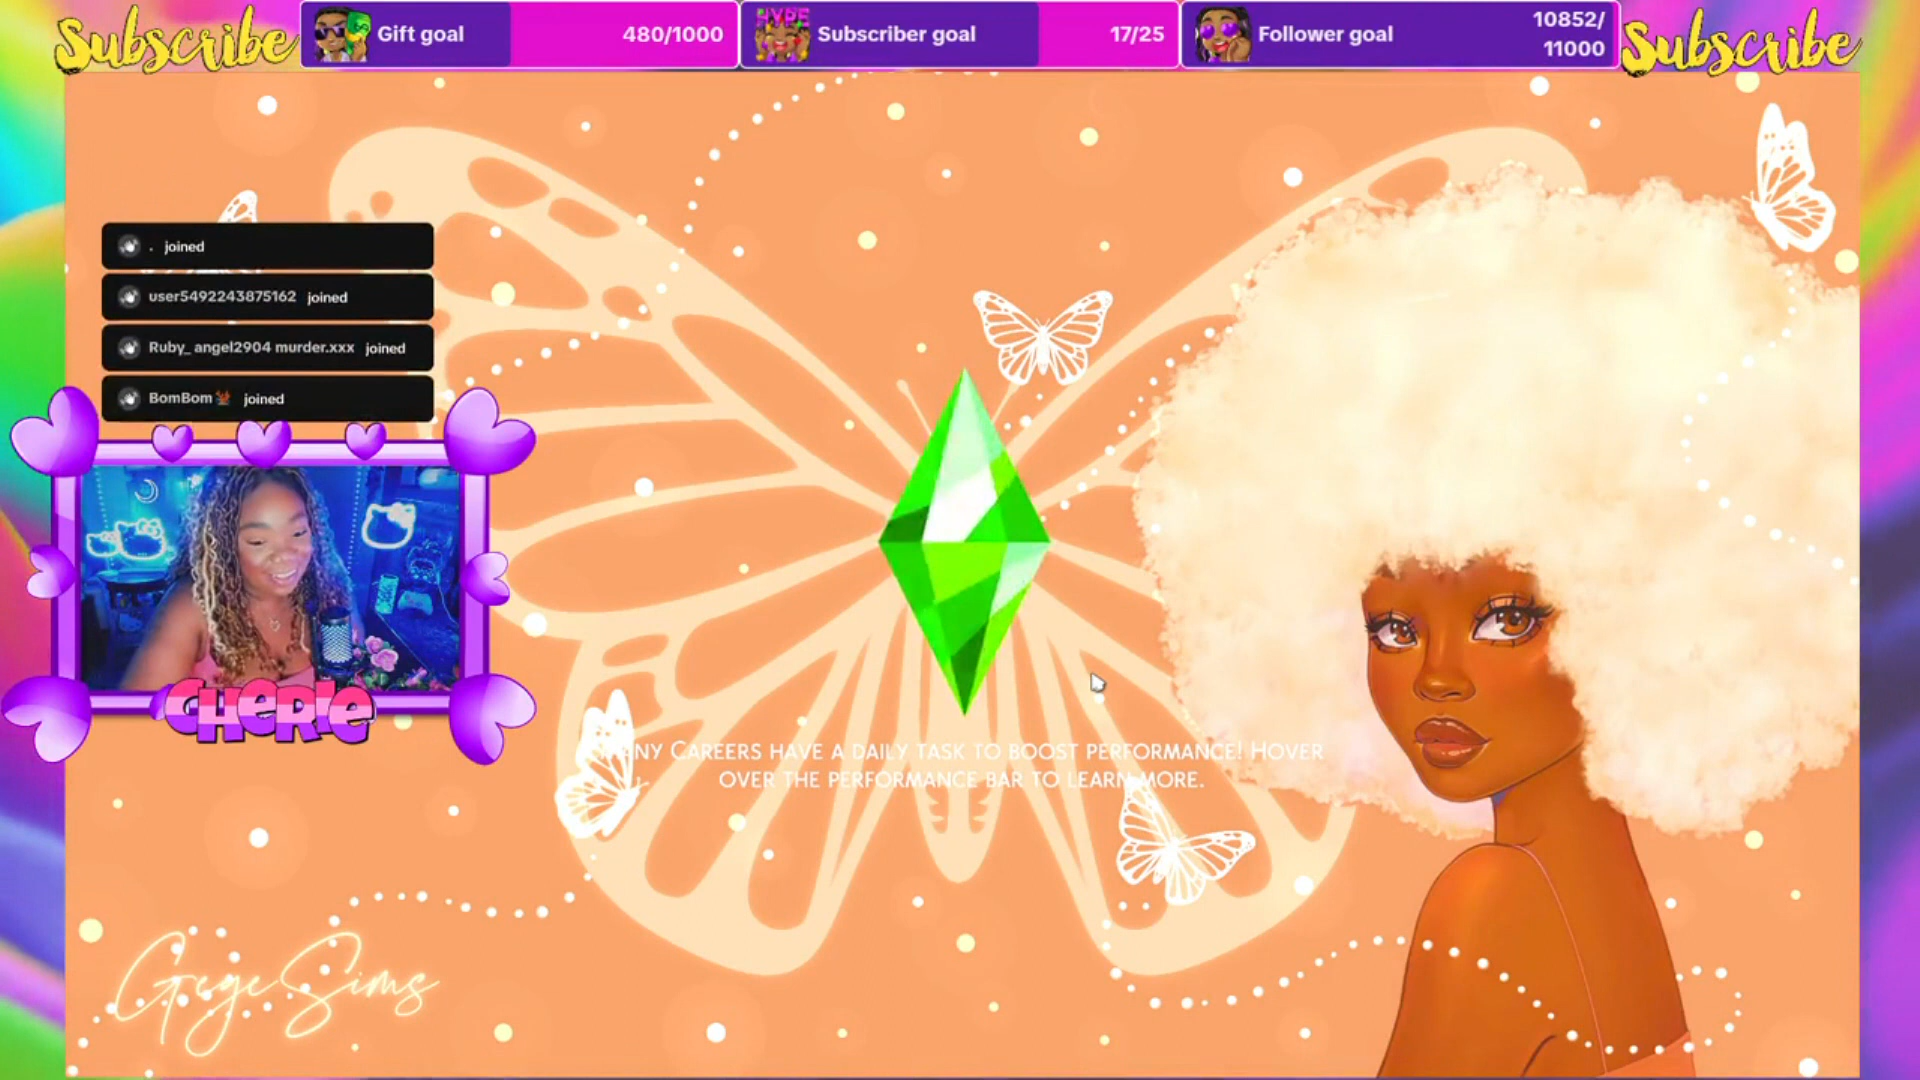 Subscribe
Gift goal 480/1000
Subscriber goal 17/25
Follower goal 10852/
11000
Subscribe
HYPE
. joined
user5492243875162 joined
Ruby_ angel2904 murder.xxx joined
BomBom joined
CHERIE
CAREERS HAVE A DAILY TASK TO BOOST PERFORMANCE! HOVER
OVER THE PERFORMANCE BAR TO LEARN MORE.
GegeSims